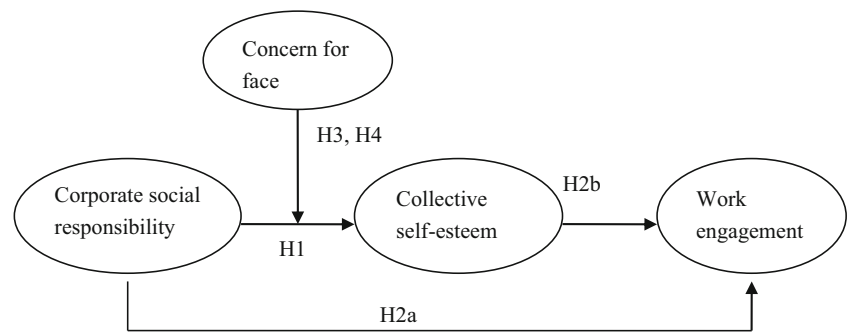 Concern for
face
H3, H4
Corporate social
responsibility
H1
Collective
self-esteem
H2b
Work
engagement
H2a